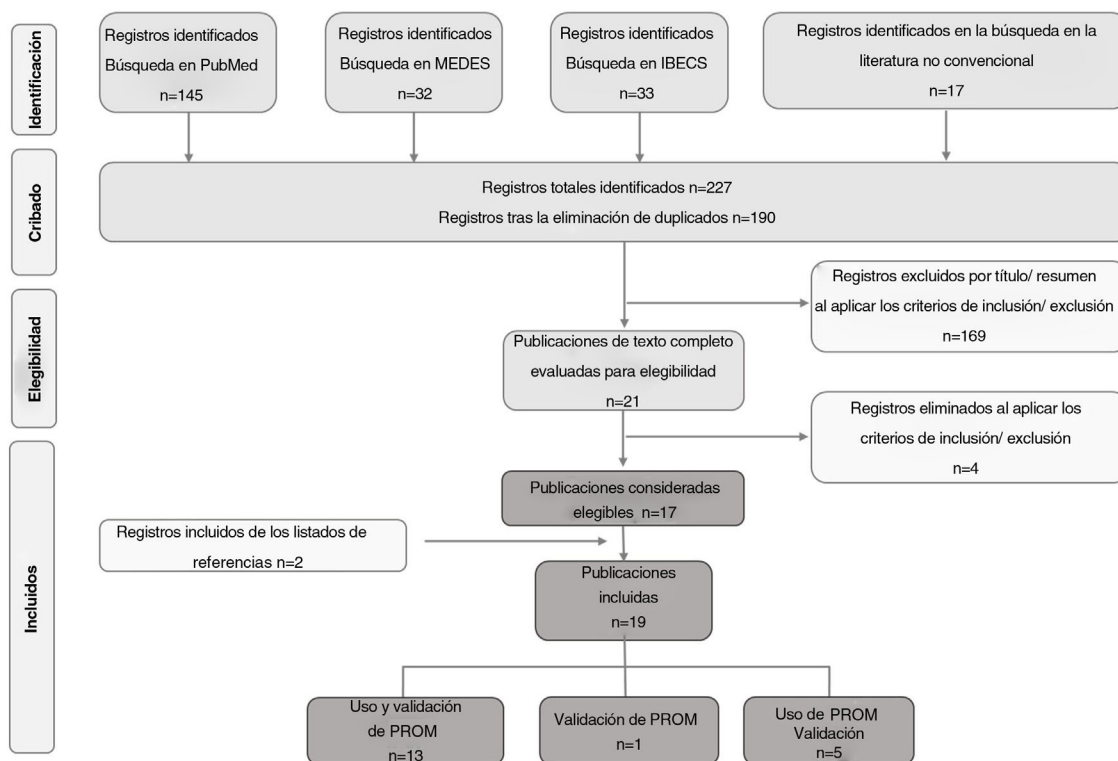 Identificación
Registros identificados
Búsqueda en PubMed
n=145
Registros identificados
Búsqueda en MEDES
n=32
Registros identificados
Búsqueda en IBECS
n=33
Registros identificados en la búsqueda en la
literatura no convencional
n=17
Cribado
Registros totales identificados n=227
Registros tras la eliminación de duplicados n=190
Elegibilidad
Registros excluidos por título/ resumen
al aplicar los criterios de inclusión/ exclusión
n=169
Publicaciones de texto completo
evaluadas para elegibilidad
n=21
Registros eliminados al aplicar los
criterios de inclusión/ exclusión
n=4
Incluidos
Publicaciones consideradas
elegibles n=17
Registros incluidos de los listados de
referencias n=2
Publicaciones
incluidas
n=19
Uso y validación
de PROM
n=13
Validación de PROM
n=1
Uso de PROM
Validación
n=5